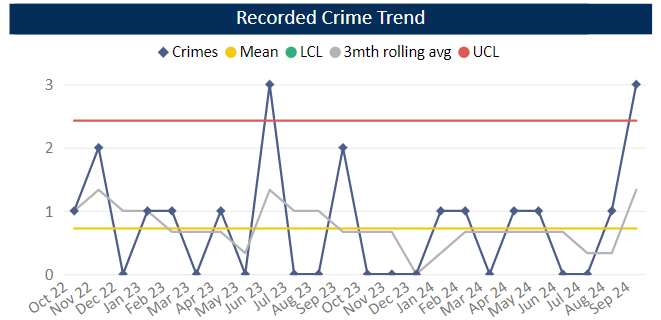 Recorded Crime Trend
Crimes Mean LCL 3mth rolling avg UCL
3
2
1
0
Oct 22 Nov 22 Dec 22 Jan 23 Feb 23 Mar 23 Apr 23 May 23 Jun 23 Jul 23 Aug 23 Sep 23 Oct 23 Nov 23 Dec 23 Jan 24 Feb 24 Mar 24 Apr 24 May 24 Jun 24 Jul 24 Aug 24 Sep 24